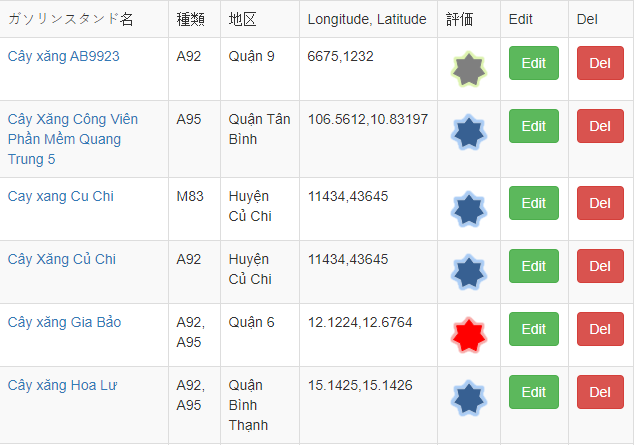 ガソリンスタンド名 種類 地区 Longitude, Latitude 評価 Edit Del
Cây xăng AB9923 A92 Quận 9 6675,1232 Edit Del
Cây Xăng Công Viên A95 Quận Tân 106.5612,10.83197 Edit Del
Phần Mềm Quang Bình
Trung 5
Cay xang Cu Chi M83 Huyện 11434,43645 Edit Del
Củ Chi
Cây Xăng Củ Chi A92 Huyện 11434,43645 Edit Del
Củ Chi
Cây xăng Gia Bảo A92, Quận 6 12.1224,12.6764 Edit Del
A95
Cây xăng Hoa Lư A92, Quận 15.1425,15.1426 Edit Del
A95 Bình
Thạnh